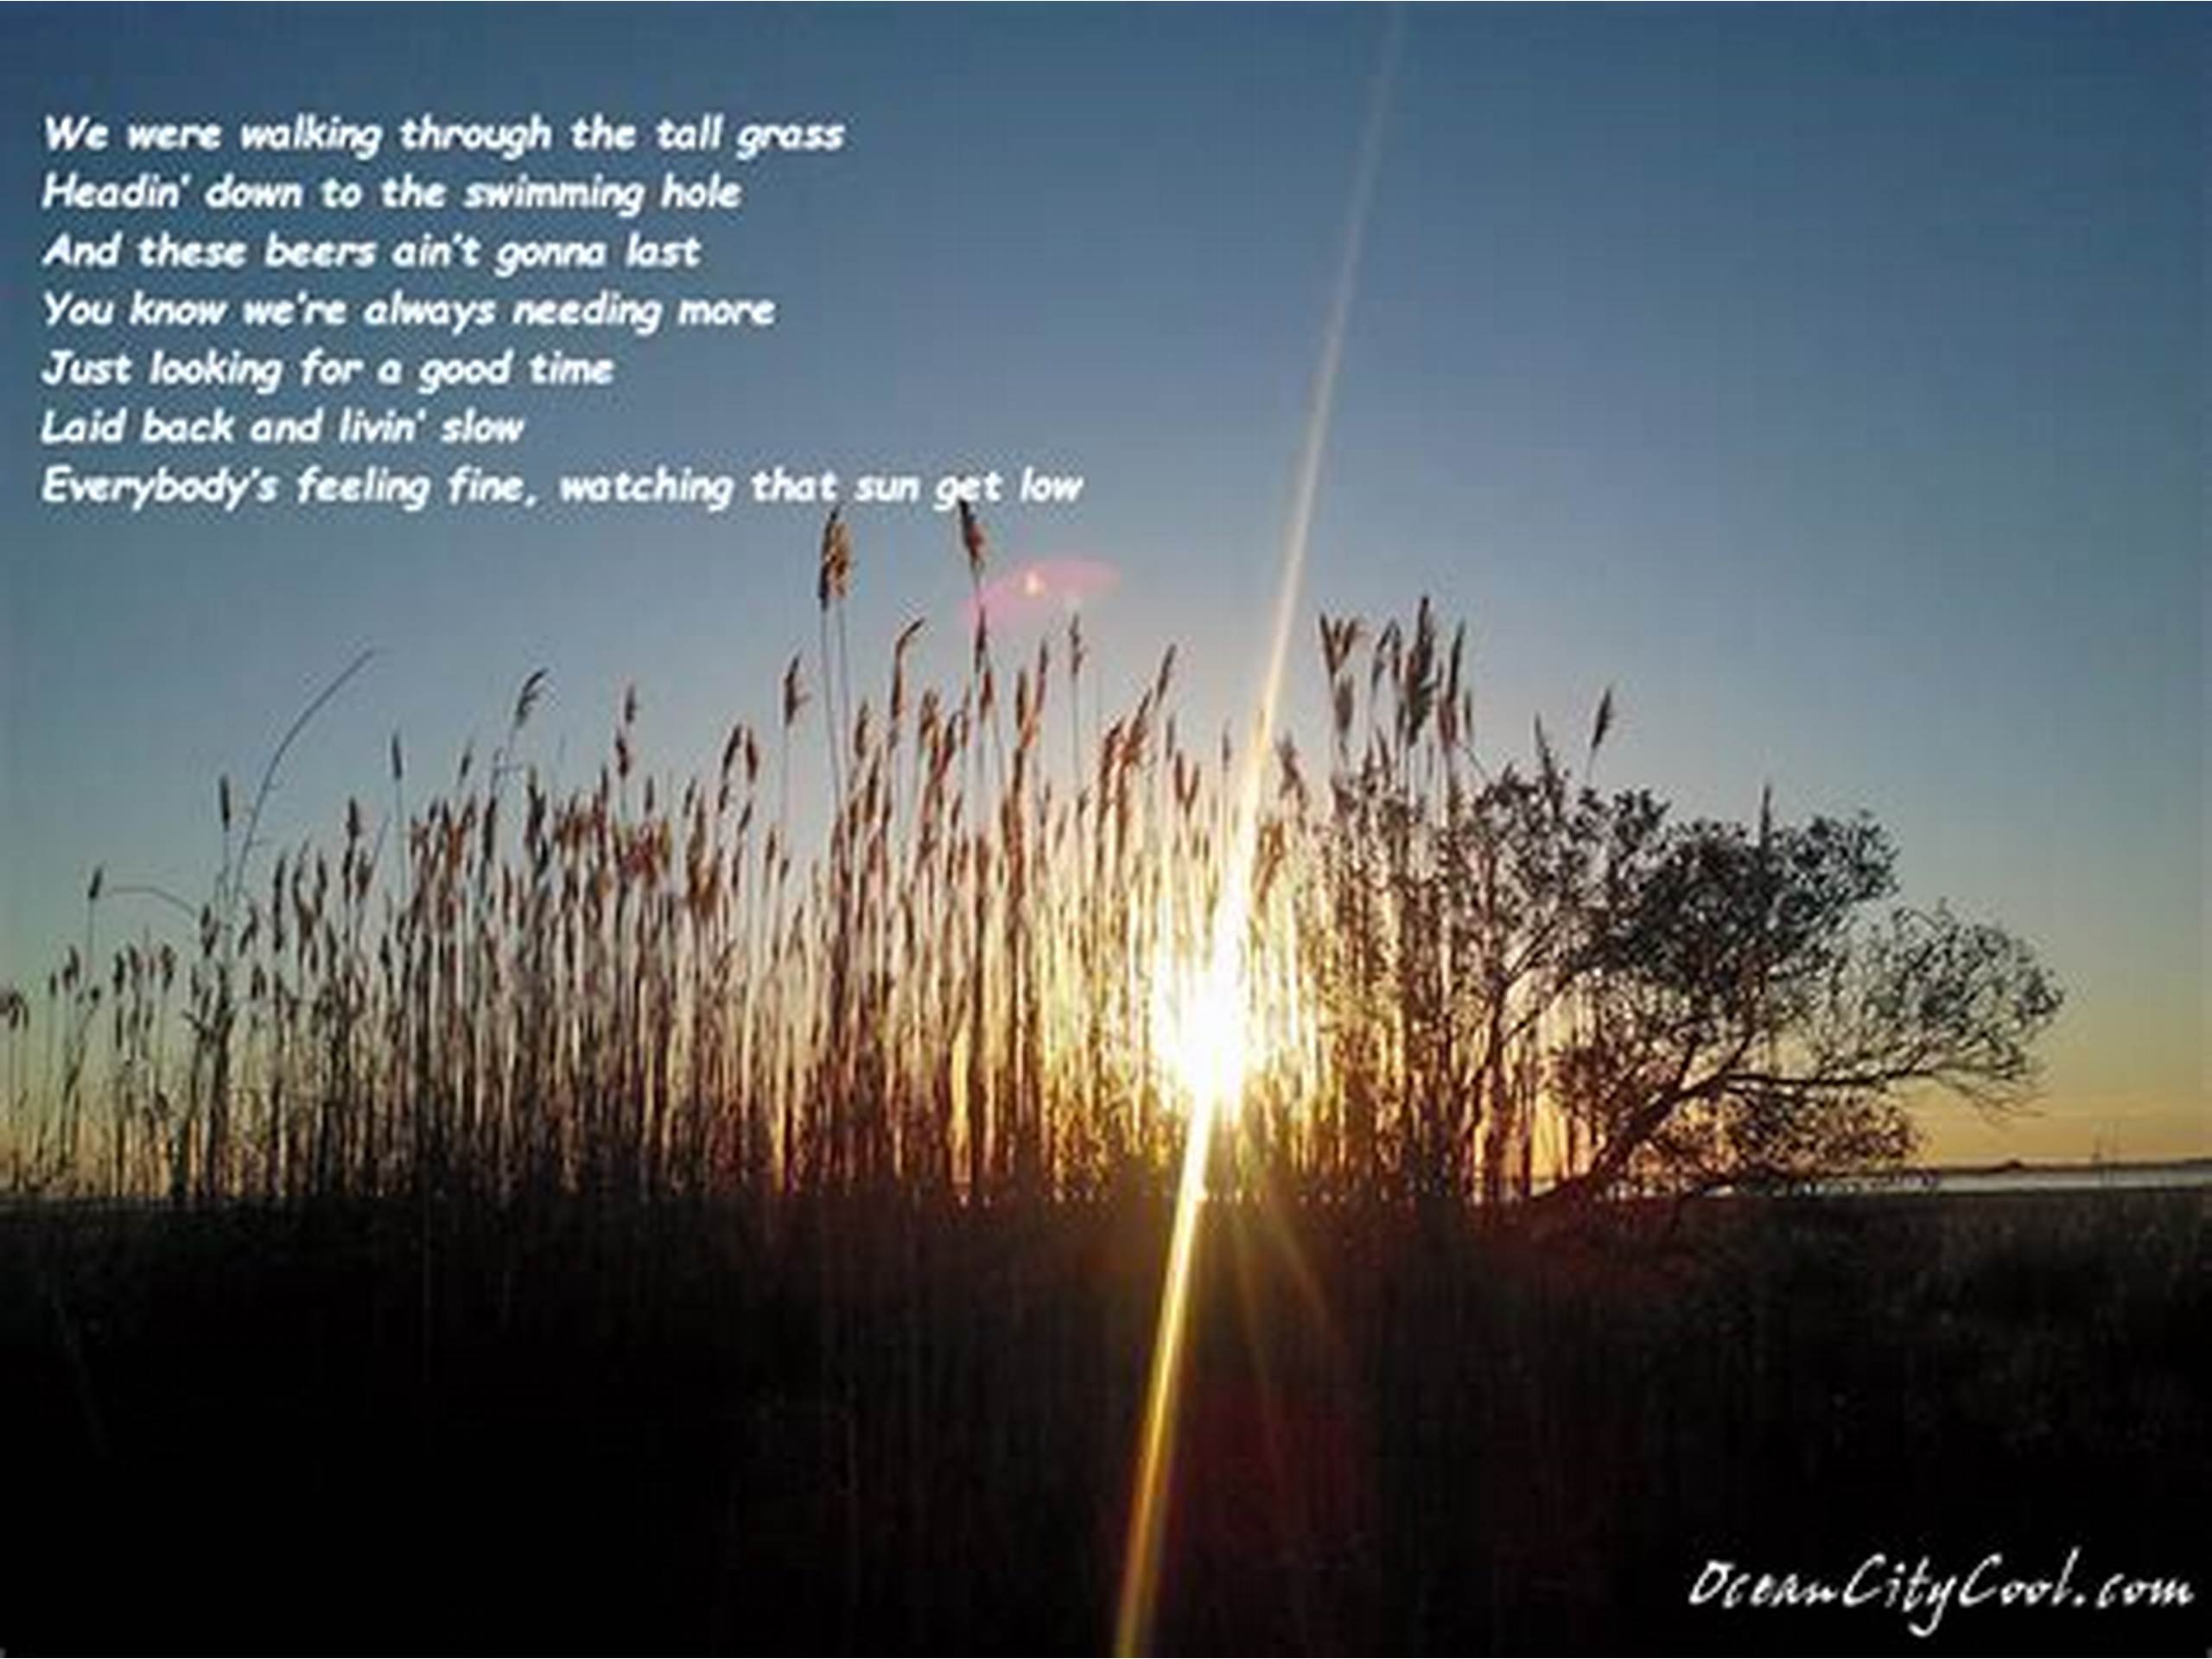 We were walking through the tall grass
Headin' down to the swimming hole
And these beers ain't gonna last
You know we're always needing more
Just looking for a good time
Laid back and livin' slow
Everybody's feeling fine, watching that sun get low
OceanCityCool.com